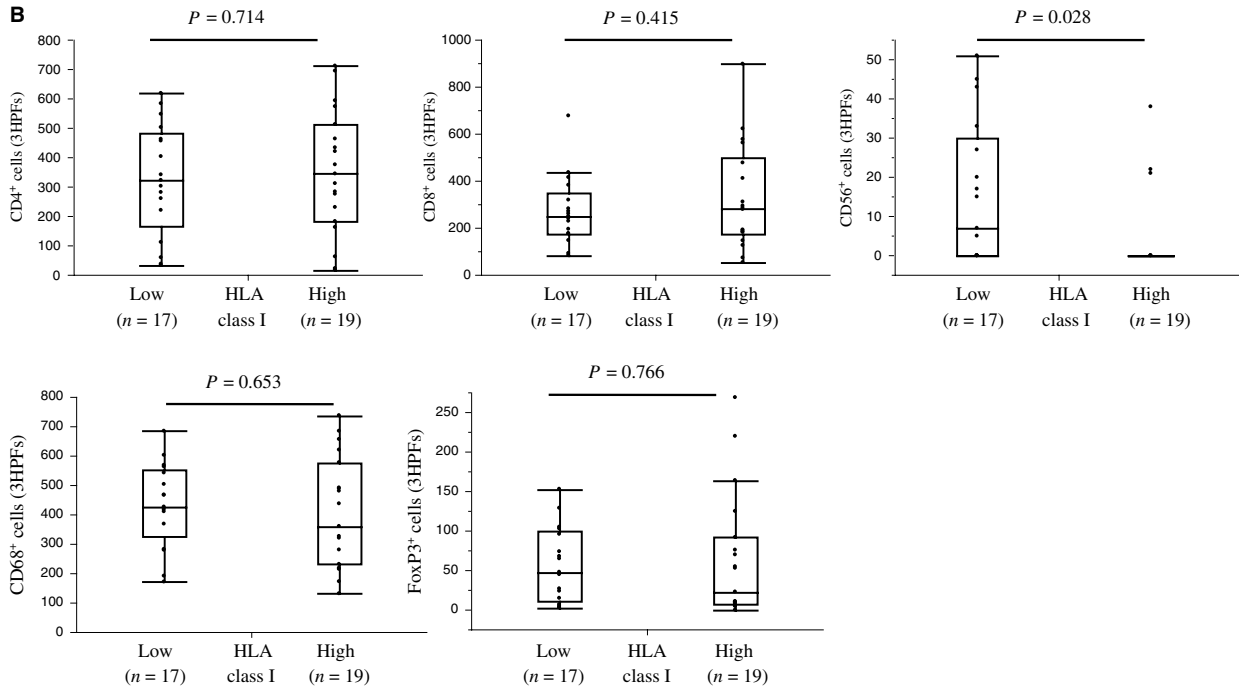 B
P = 0.714
CD4+ cells (3HPFs)
800
700
600
500
400
300
200
100
0
Low
(n = 17)
HLA
class I
High
(n = 19)
P = 0.415
CD8+ cells (3HPFs)
1000
800
600
400
200
0
Low
(n = 17)
HLA
class I
High
(n = 19)
P = 0.028
CD56+ cells (3HPFs)
50
40
30
20
10
0
Low
(n = 17)
HLA
class I
High
(n = 19)
P = 0.653
CD68+ cells (3HPFs)
800
700
600
500
400
300
200
100
0
Low
(n = 17)
HLA
class I
High
(n = 19)
P = 0.766
FoxP3+ cells (3HPFs)
250
200
150
100
50
0
Low
(n = 17)
HLA
class I
High
(n = 19)